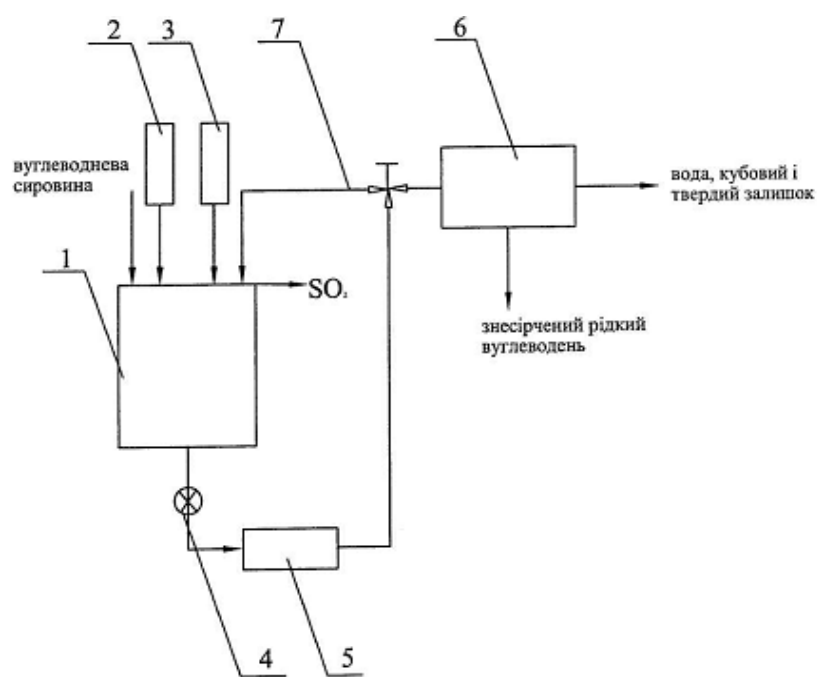 2
3
7
6
вуглеводнева
сировина
вода, кубовий і
твердий залишок
1
SO₂
знесірчений рідкий
вуглеводень
4
5